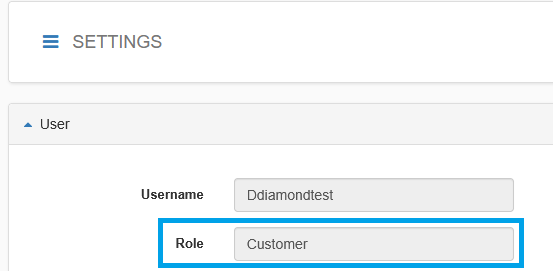 SETTINGS
User
Username Ddiamondtest
Role Customer